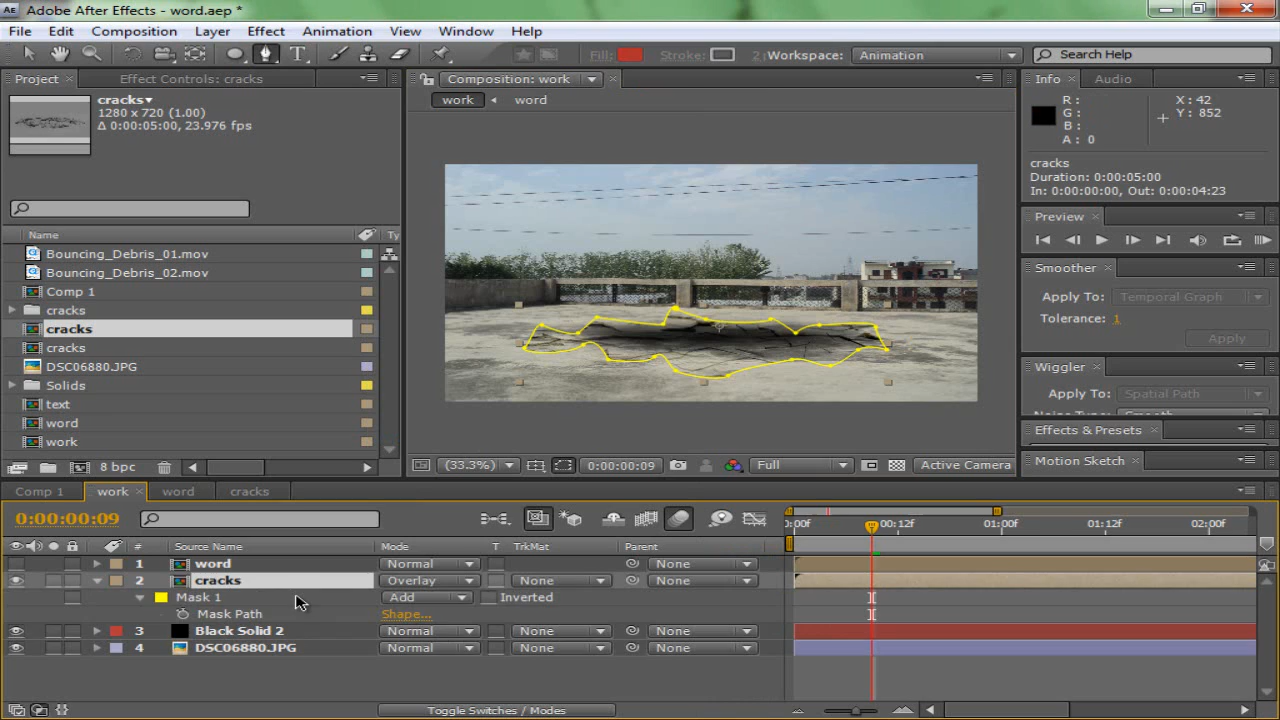 Adobe After Effects - word.aep *
File Edit Composition Layer Effect Animation View Window Help
Fill: Stroke: 2 Workspace: Animation Search Help
Project Effect Controls: cracks
cracks▾
1280 x 720 (1.00)
Δ 0:00:05:00, 23.976 fps
Name Ty
Bouncing_Debris_01.mov
Bouncing_Debris_02.mov
Comp 1
cracks
cracks
cracks
DSC06880.JPG
Solids
text
word
work
8 bpc
Composition: work
work word
(33.3%) 0:00:00:09 Full Active Camera
Info Audio
R : X : 42
G : Y : 852
B :
A : 0
cracks
Duration: 0:00:05:00
In: 0:00:00:00, Out: 0:00:04:23
Preview
Smoother
Apply To: Temporal Graph
Tolerance: 1
Apply
Wiggler
Apply To: Spatial Path
Effects & Presets
Motion Sketch
Comp 1 work word cracks
0:00:00:09
0:00f 00:12f 01:00f 01:12f 02:00f
# Source Name Mode T TrkMat Parent
1 word Normal None
2 cracks Overlay None None
Mask 1 Add Inverted
Mask Path Shape...
3 Black Solid 2 Normal None None
4 DSC06880.JPG Normal None None
Toggle Switches / Modes